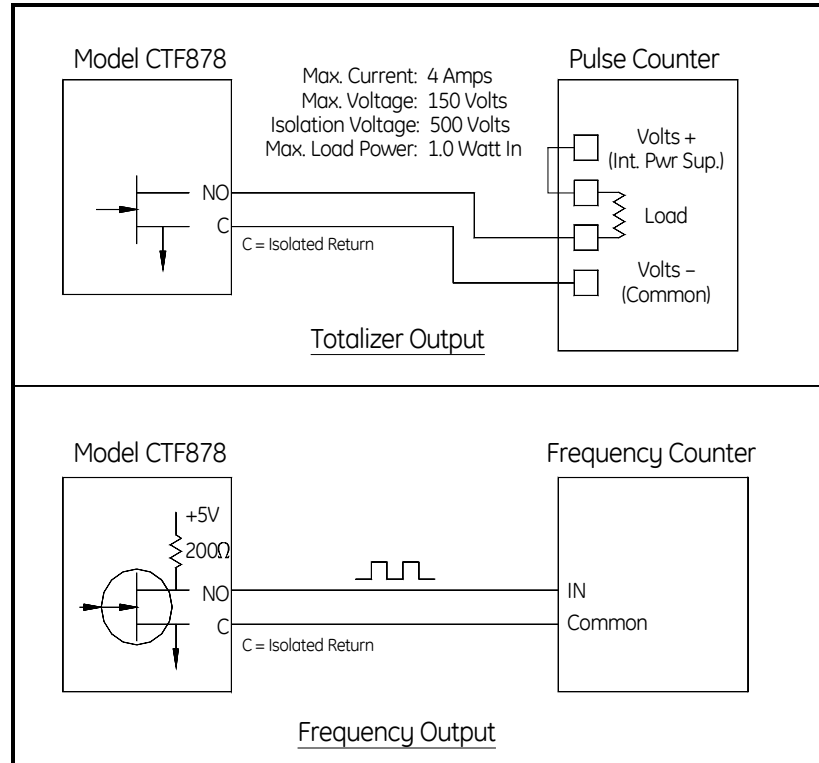 Model CTF878
Pulse Counter
Max. Current: 4 Amps
Max. Voltage: 150 Volts
Isolation Voltage: 500 Volts
Max. Load Power: 1.0 Watt In
Volts +
(Int. Pwr Sup.)
NO
Load
C
C = Isolated Return
Volts –
(Common)
Totalizer Output
Model CTF878
Frequency Counter
+5V
200Ω
NO
IN
C
Common
C = Isolated Return
Frequency Output